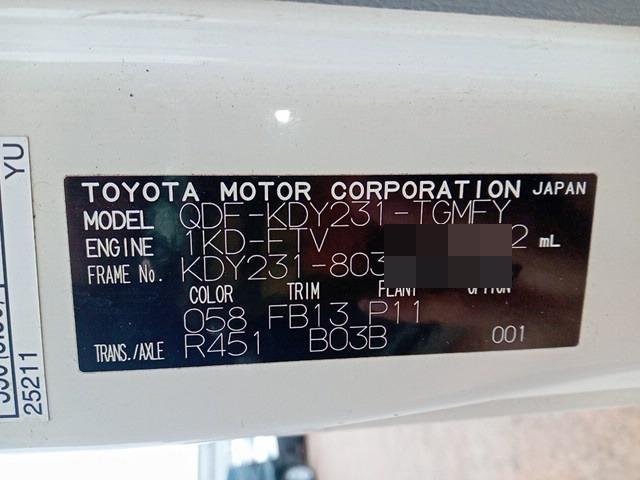 TOYOTA MOTOR CORPORATION JAPAN
MODEL QDF-KDY231-TGMFY
ENGINE 1KD-FTV 2 mL
FRAME No. KDY231-803
COLOR TRIM PLANT OPTION
058 FB13 P11
TRANS./AXLE R451 B03B 001
YU
25211